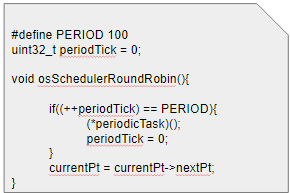 #define PERIOD 100
uint32_t periodTick = 0;
void osSchedulerRoundRobin(){
if((++periodTick) == PERIOD){
(*periodicTask)();
periodTick = 0;
}
currentPt = currentPt->nextPt;
}